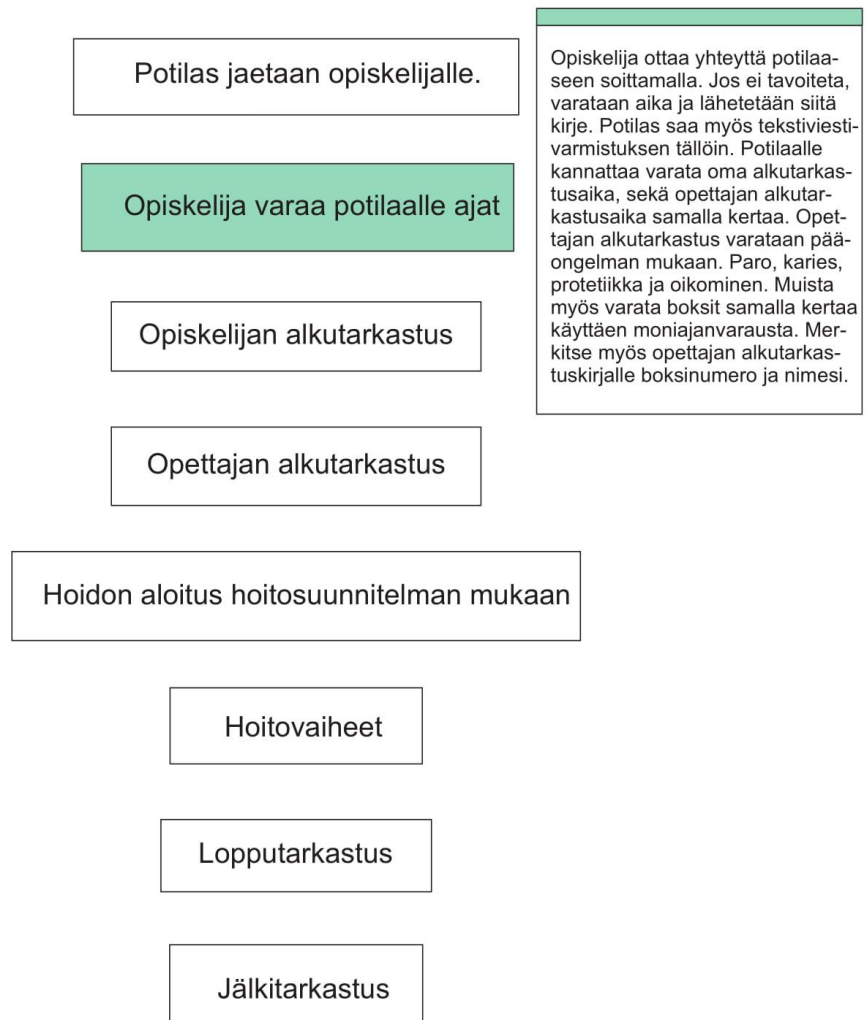 Potilas jaetaan opiskelijalle.
Opiskelija varaa potilaalle ajat
Opiskelijan alkutarkastus
Opettajan alkutarkastus
Hoidon aloitus hoitosuunnitelman mukaan
Hoitovaiheet
Lopputarkastus
Jälkitarkastus
Opiskelija ottaa yhteyttä potilaa-
seen soittamalla. Jos ei tavoiteta,
varataan aika ja lähetetään siitä
kirje. Potilas saa myös tekstiviesti-
varmistuksen tällöin. Potilaalle
kannattaa varata oma alkutarkas-
tusaika, sekä opettajan alkutar-
kastusaika samalla kertaa. Opet-
tajan alkutarkastus varataan pää-
ongelman mukaan. Paro, karies,
protetiikka ja oikominen. Muista
myös varata boksit samalla kertaa
käyttäen moniajanvarausta. Mer-
kitse myös opettajan alkutarkas-
tuskirjalle boksinumero ja nimesi.